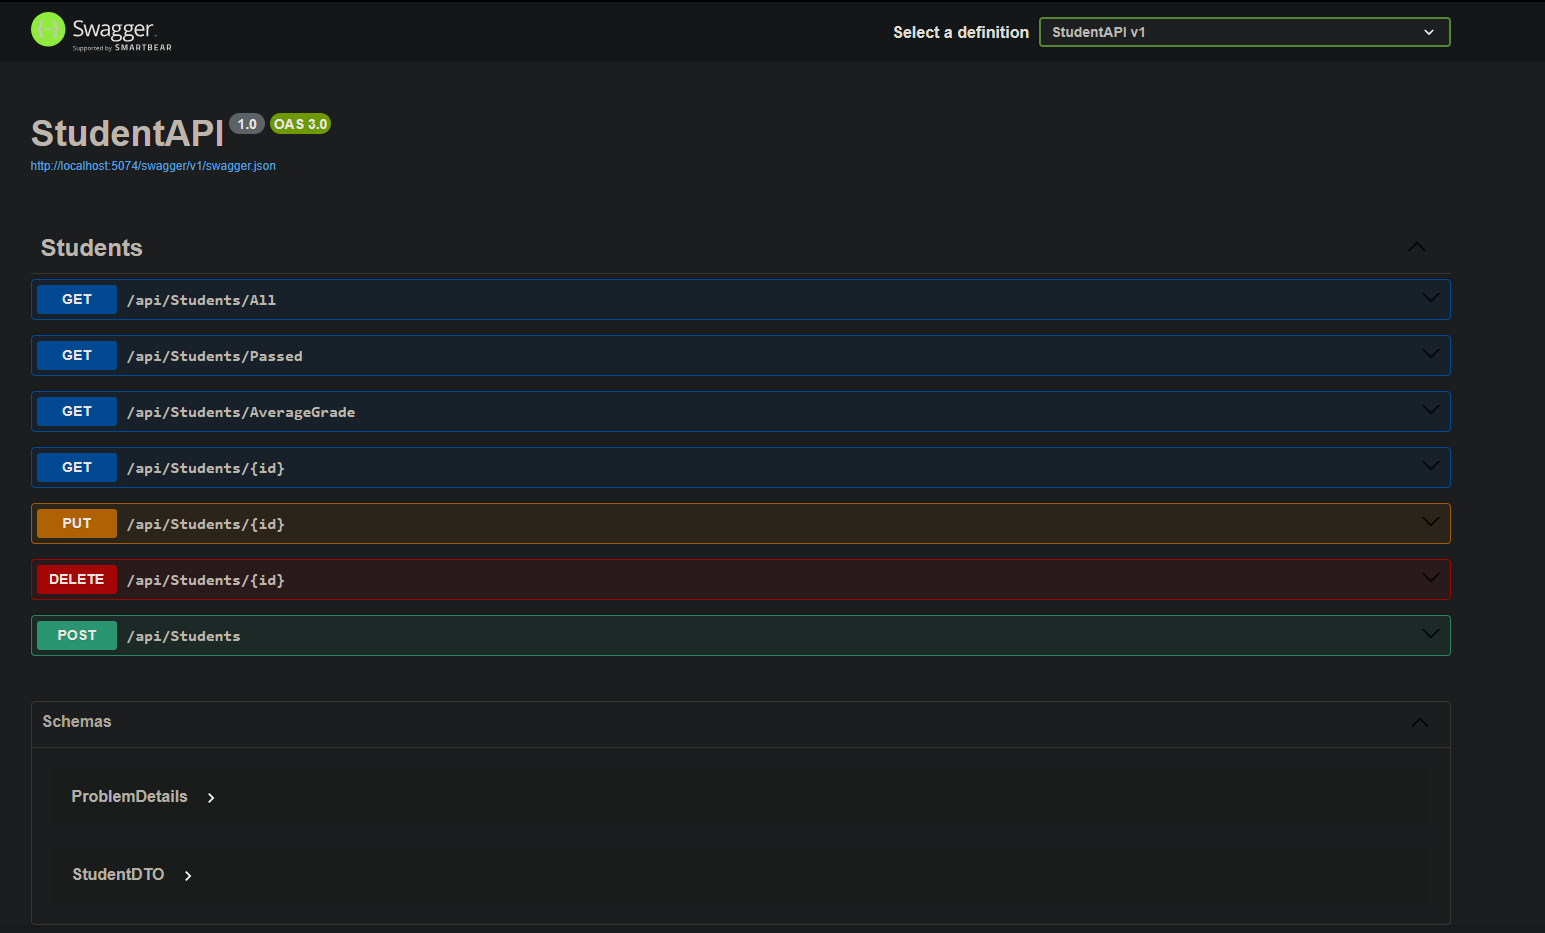 Swagger
Supported by SMARTBEAR
Select a definition
StudentAPI v1
StudentAPI 1.0 OAS 3.0
http://localhost:5074/swagger/v1/swagger.json
Students
GET /api/Students/All
GET /api/Students/Passed
GET /api/Students/AverageGrade
GET /api/Students/{id}
PUT /api/Students/{id}
DELETE /api/Students/{id}
POST /api/Students
Schemas
ProblemDetails
StudentDTO